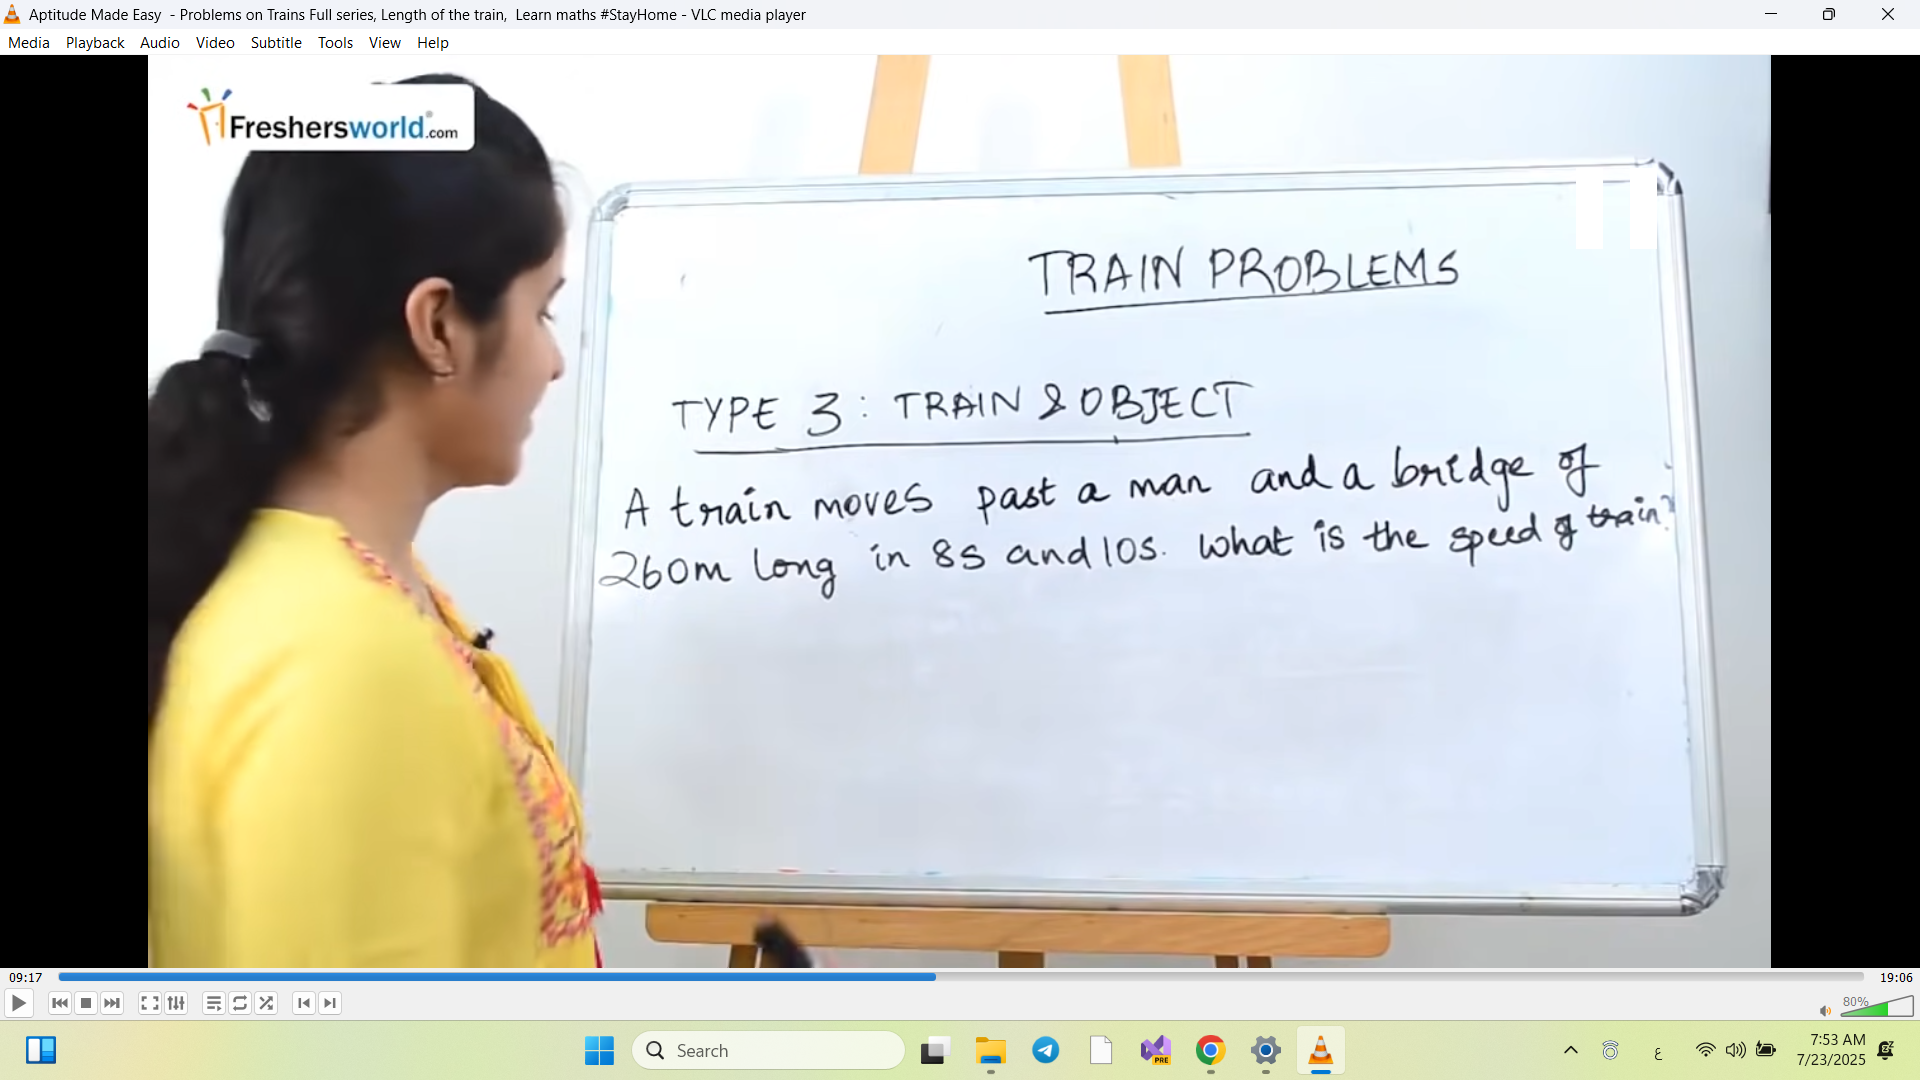 Aptitude Made Easy - Problems on Trains Full series, Length of the train, Learn maths #StayHome - VLC media player
Media Playback Audio Video Subtitle Tools View Help
Freshersworld.com
TRAIN PROBLEMS
TYPE 3: TRAIN & OBJECT
A train moves past a man and a bridge of
260m long in 8s and 10s. What is the speed of train?
09:17
19:06
80%
Search
PRE
ع
7:53 AM
7/23/2025